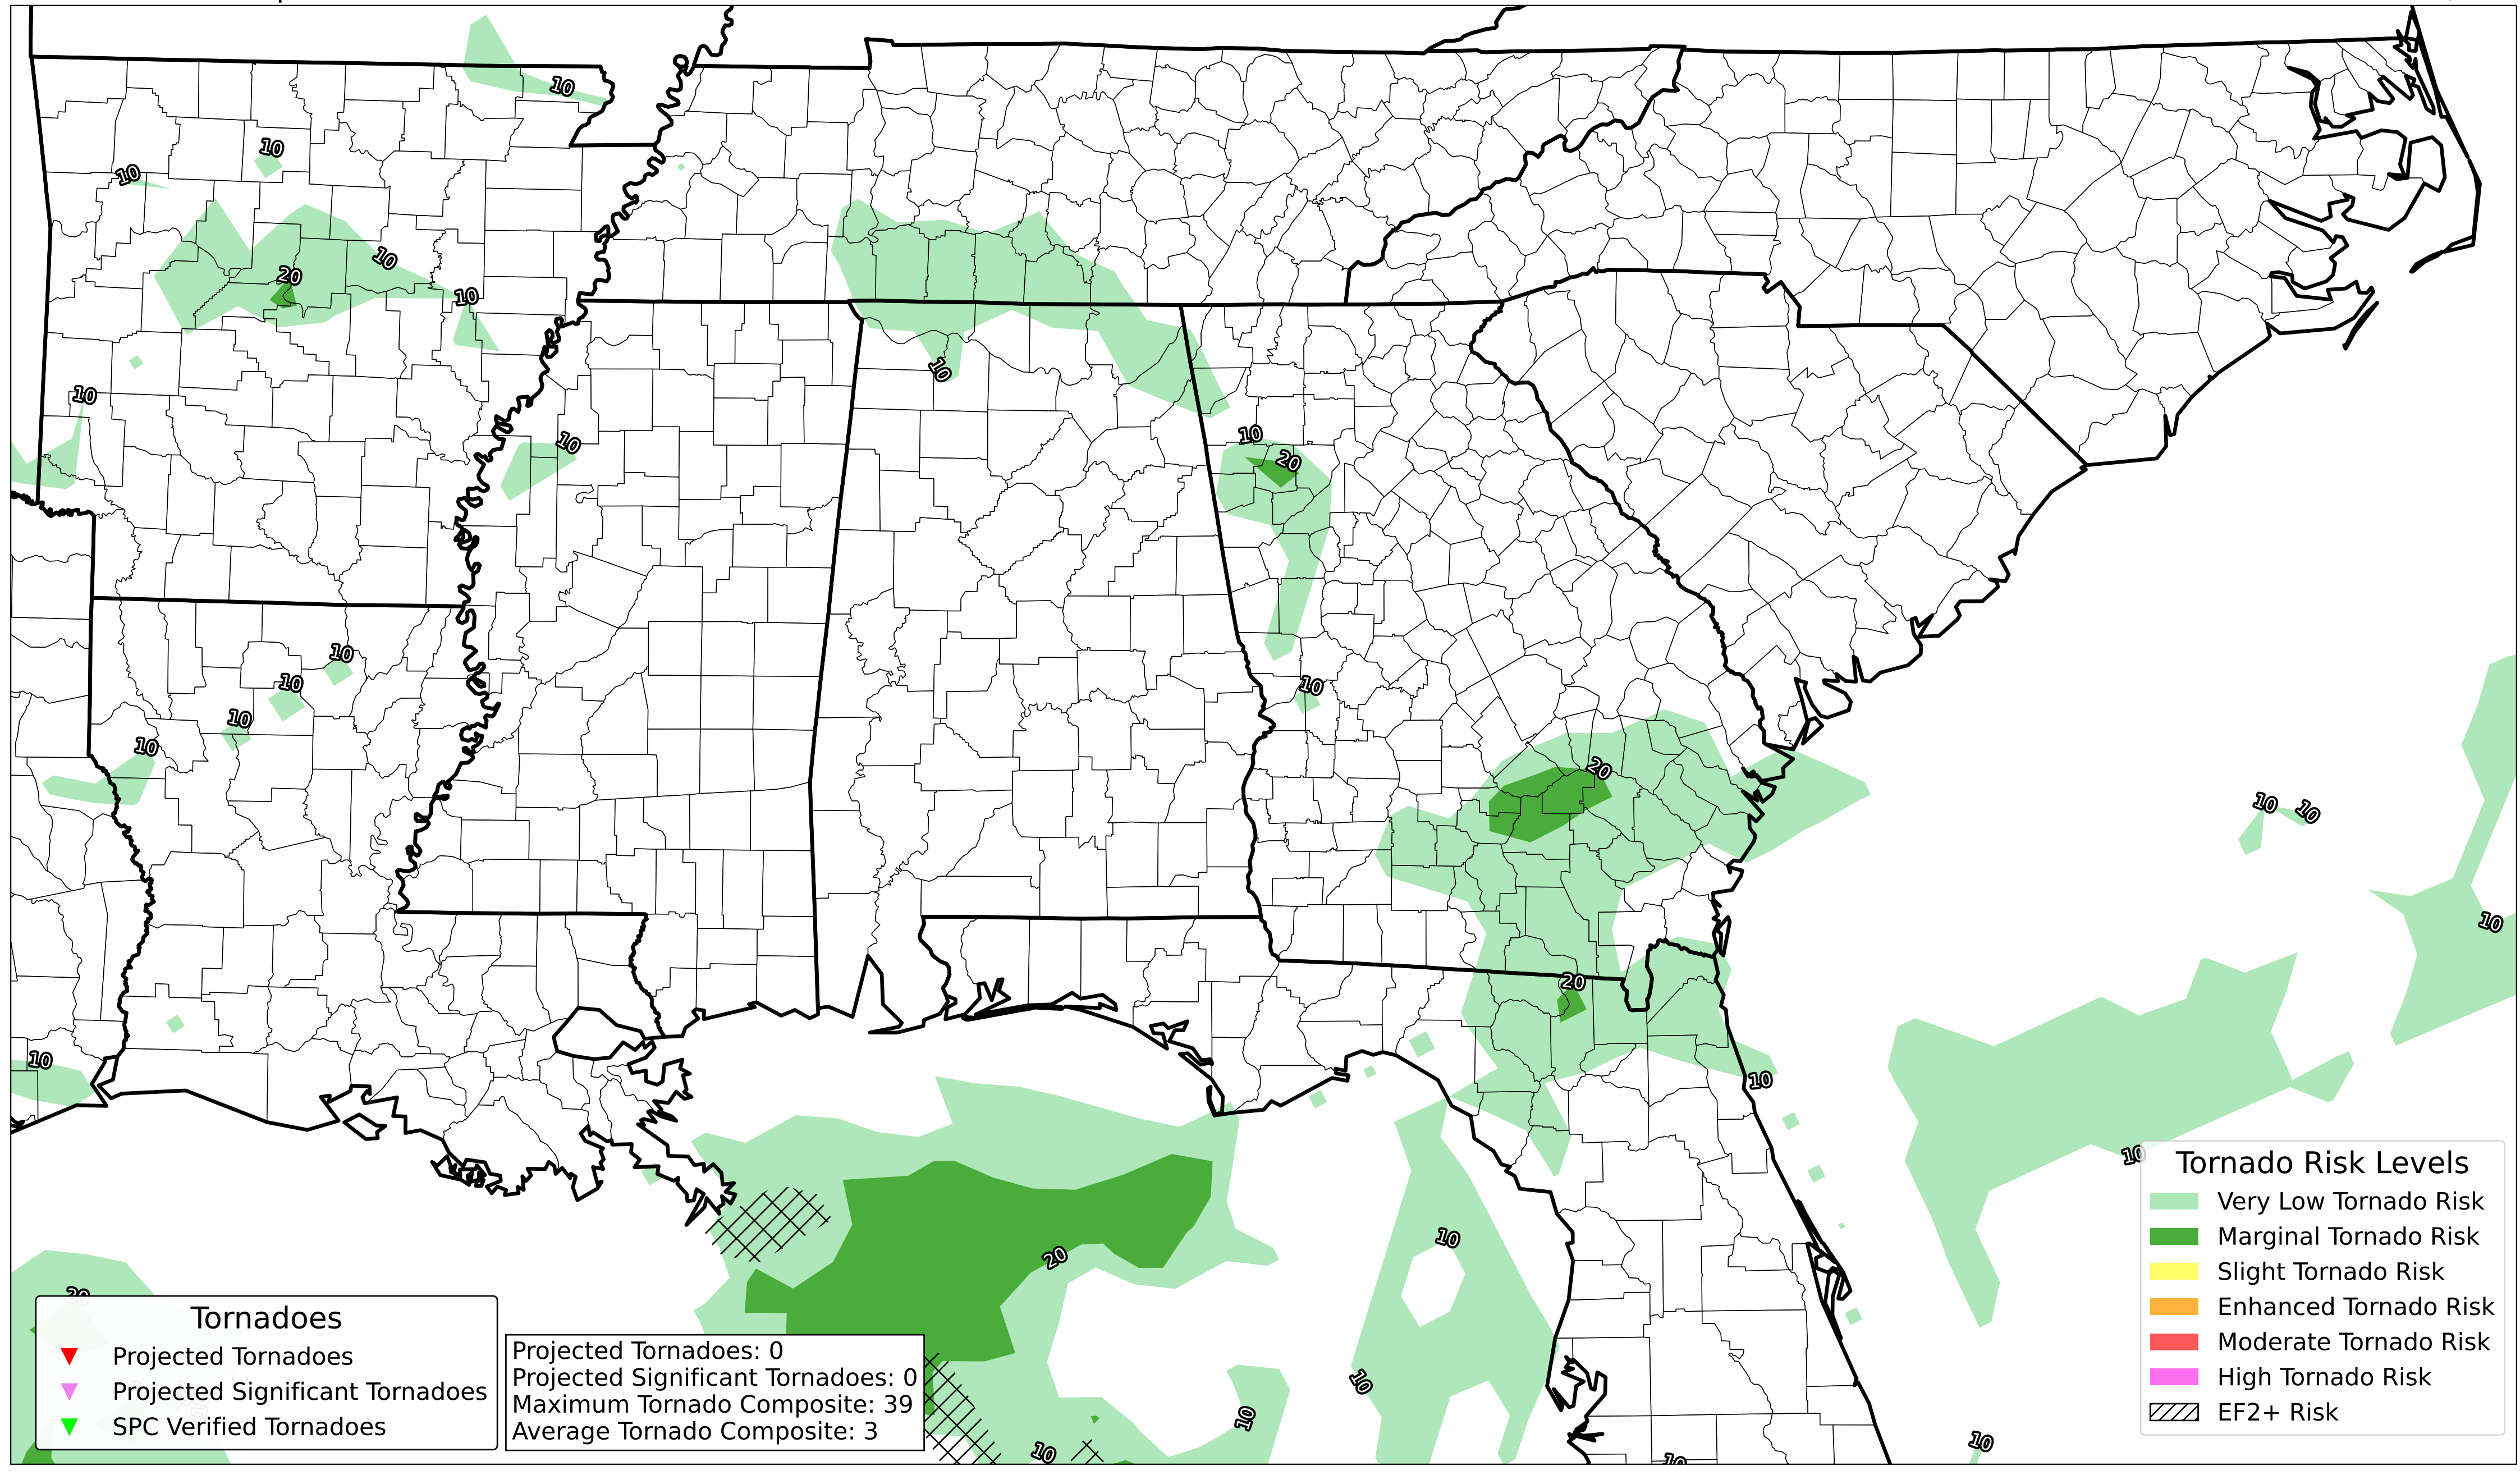 10
10
10
10
20
10
10
10
10
10
20
10
10
10
10
10
10
20
10
10
10
20
10
10
10
10
20
20
10
10
10
10
10
Tornado Risk Levels
Very Low Tornado Risk
Marginal Tornado Risk
Slight Tornado Risk
Enhanced Tornado Risk
Moderate Tornado Risk
High Tornado Risk
EF2+ Risk
Tornadoes
Projected Tornadoes
Projected Significant Tornadoes
SPC Verified Tornadoes
Projected Tornadoes: 0
Projected Significant Tornadoes: 0
Maximum Tornado Composite: 39
Average Tornado Composite: 3